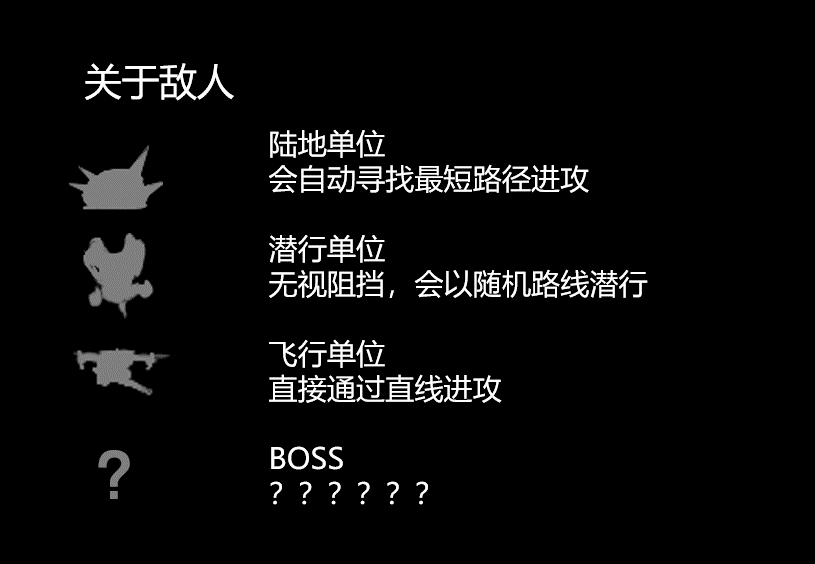 关于敌人
陆地单位
会自动寻找最短路径进攻
潜行单位
无视阻挡，会以随机路线潜行
飞行单位
直接通过直线进攻
?
BOSS
？？？？？？